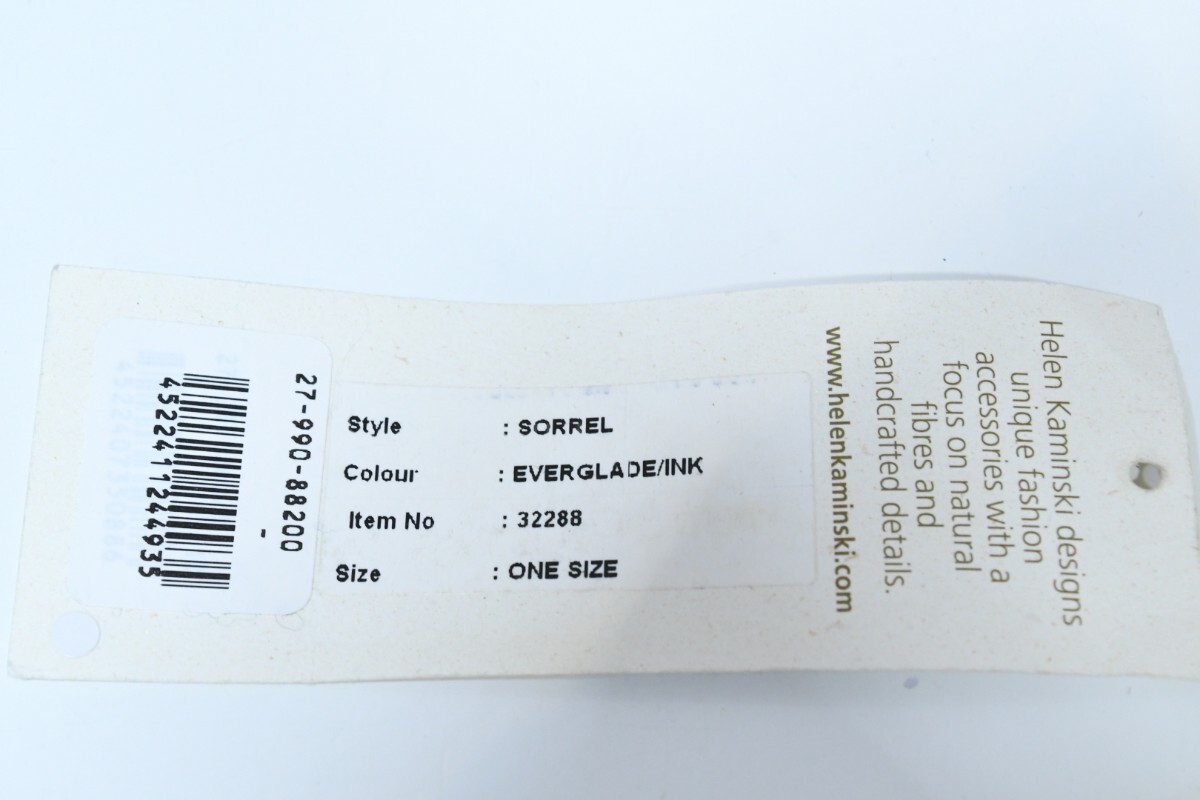 Helen Kaminski designs
unique fashion
accessories with a
focus on natural
fibres and
handcrafted details.
www.helenkaminski.com
Style : SORREL
Colour : EVERGLADE/INK
Item No : 32288
Size : ONE SIZE
27-990-88200
-
4522411244935